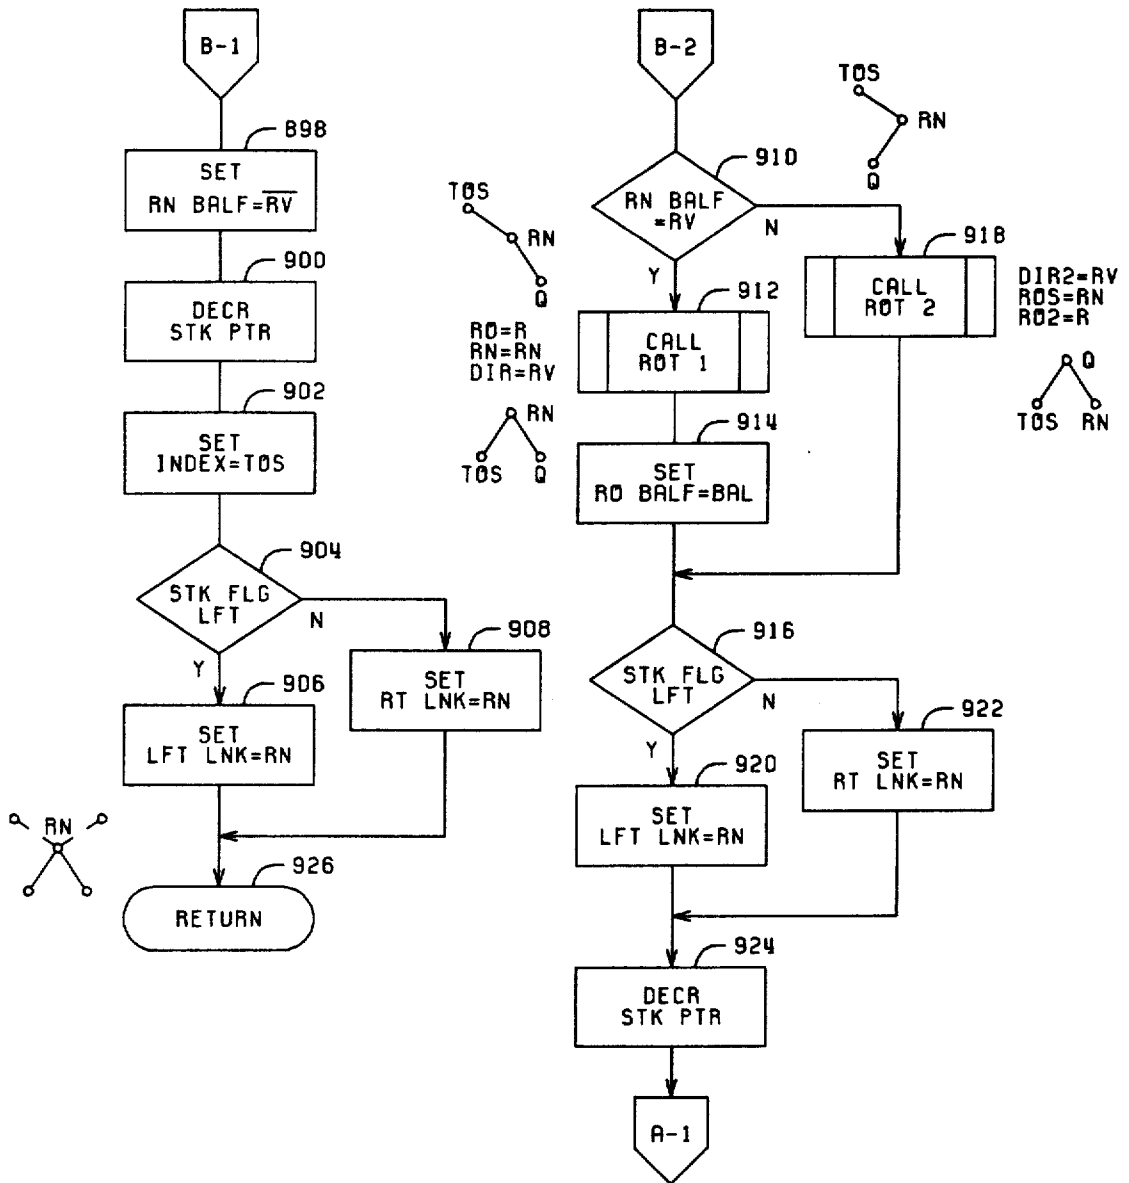 B-1
898
SET
RN BALF=R̅V̅
900
DECR
STK PTR
902
SET
INDEX=TOS
904
STK FLG
LFT
N
Y
908
SET
RT LNK=RN
906
SET
LFT LNK=RN
RN
926
RETURN
B-2
TOS
RN
Q
910
RN BALF
=RV
N
Y
TOS
RN
Q
918
CALL
ROT 2
DIR2=RV
ROS=RN
RO2=R
Q
TOS RN
912
CALL
ROT 1
RO=R
RN=RN
DIR=RV
RN
TOS Q
914
SET
RO BALF=BAL
916
STK FLG
LFT
N
Y
922
SET
RT LNK=RN
920
SET
LFT LNK=RN
924
DECR
STK PTR
A-1